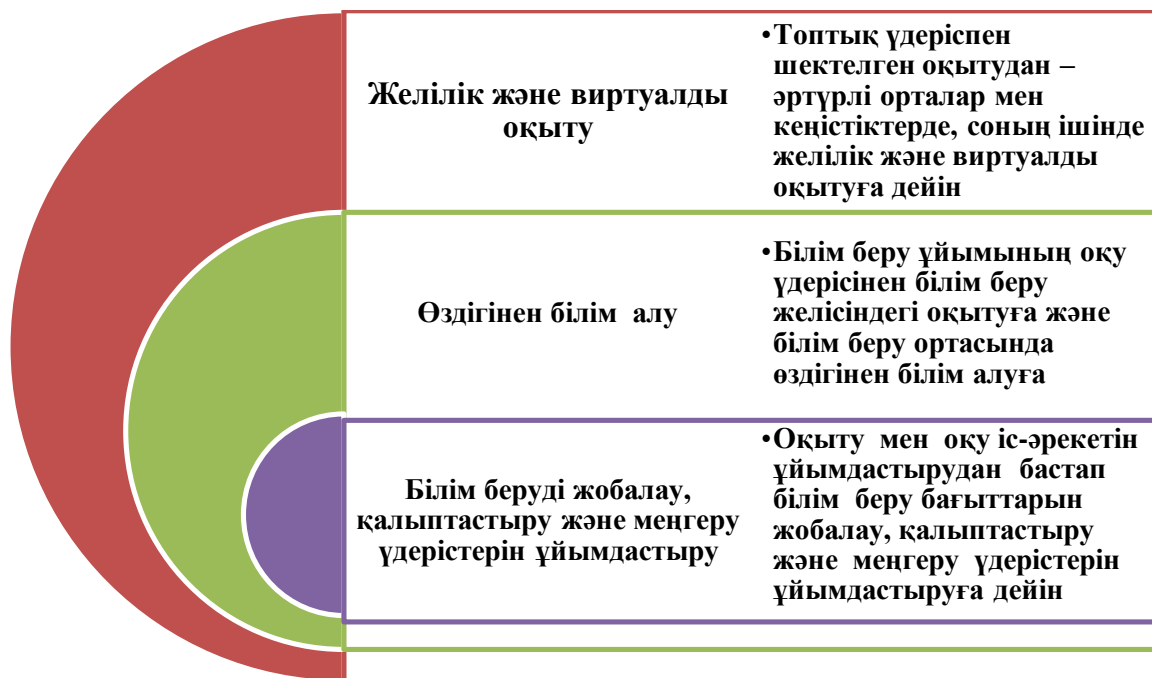 Желілік және виртуалды
оқыту
•Топтық үдеріспен
шектелген оқытудан –
әртүрлі орталар мен
кеңістіктерде, соның ішінде
желілік және виртуалды
оқытуға дейін
Өздігінен білім алу
•Білім беру ұйымының оқу
үдерісінен білім беру
желісіндегі оқытуға және
білім беру ортасында
өздігінен білім алуға
Білім беруді жобалау,
қалыптастыру және меңгеру
үдерістерін ұйымдастыру
•Оқыту мен оқу іс-әрекетін
ұйымдастырудан бастап
білім беру бағыттарын
жобалау, қалыптастыру
және меңгеру үдерістерін
ұйымдастыруға дейін